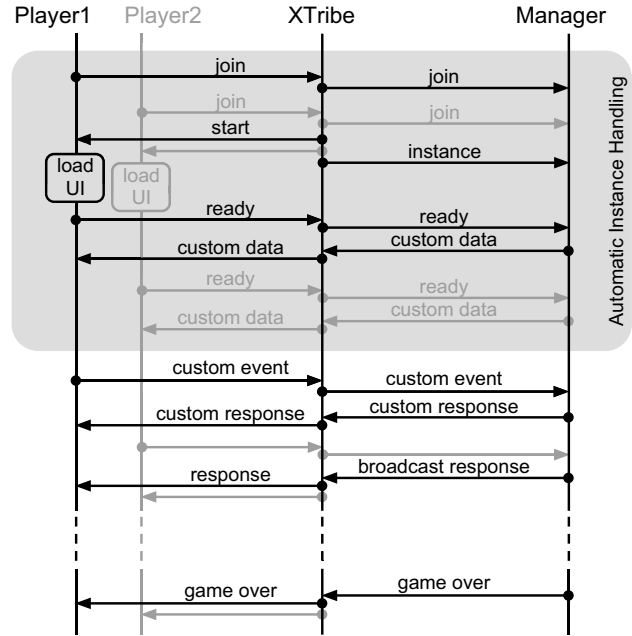 Player1 Player2 XTribe Manager
join
join
join
join
start
instance
load
UI
load
UI
ready
ready
custom data
custom data
ready
ready
custom data
custom data
Automatic Instance Handling
custom event
custom event
custom response
custom response
broadcast response
response
game over
game over